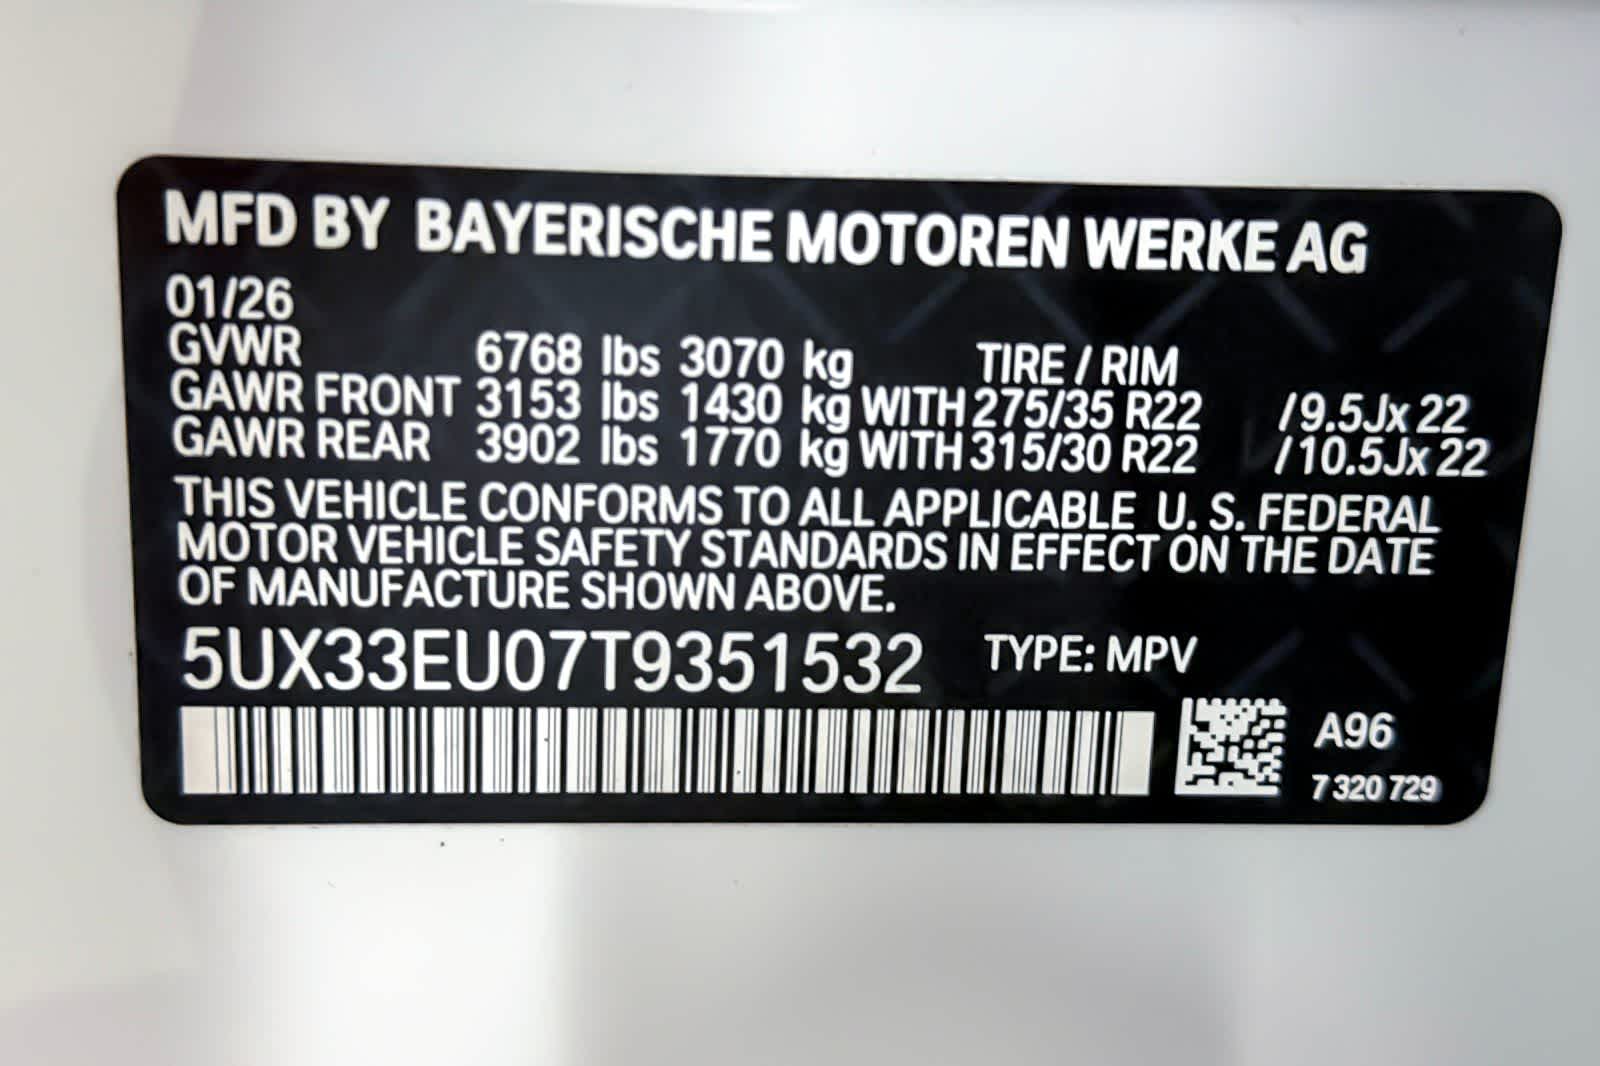 MFD BY BAYERISCHE MOTOREN WERKE AG
01/26
GVWR 6768 lbs 3070 kg TIRE / RIM
GAWR FRONT 3153 lbs 1430 kg WITH 275/35 R22 /9.5Jx 22
GAWR REAR 3902 lbs 1770 kg WITH 315/30 R22 /10.5Jx 22
THIS VEHICLE CONFORMS TO ALL APPLICABLE U. S. FEDERAL
MOTOR VEHICLE SAFETY STANDARDS IN EFFECT ON THE DATE
OF MANUFACTURE SHOWN ABOVE.
5UX33EU07T9351532 TYPE: MPV
A96
7 320 729